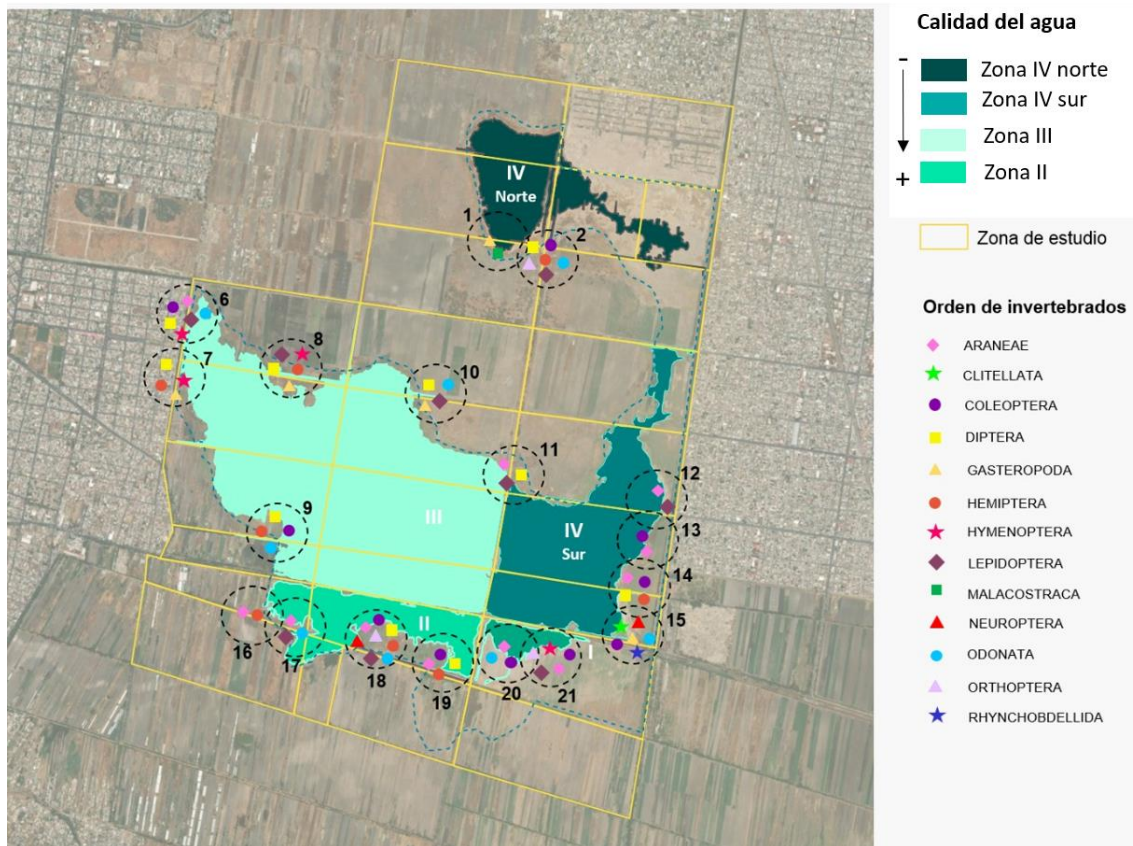 Calidad del agua
-
+
Zona IV norte
Zona IV sur
Zona III
Zona II
Zona de estudio
Orden de invertebrados
ARANEAE
CLITELLATA
COLEOPTERA
DIPTERA
GASTEROPODA
HEMIPTERA
HYMENOPTERA
LEPIDOPTERA
MALACOSTRACA
NEUROPTERA
ODONATA
ORTHOPTERA
RHYNCHOBDELLIDA
IV
Norte
1
2
6
8
7
10
11
12
9
III
IV
Sur
13
14
II
15
I
16
17
18
19
20
21